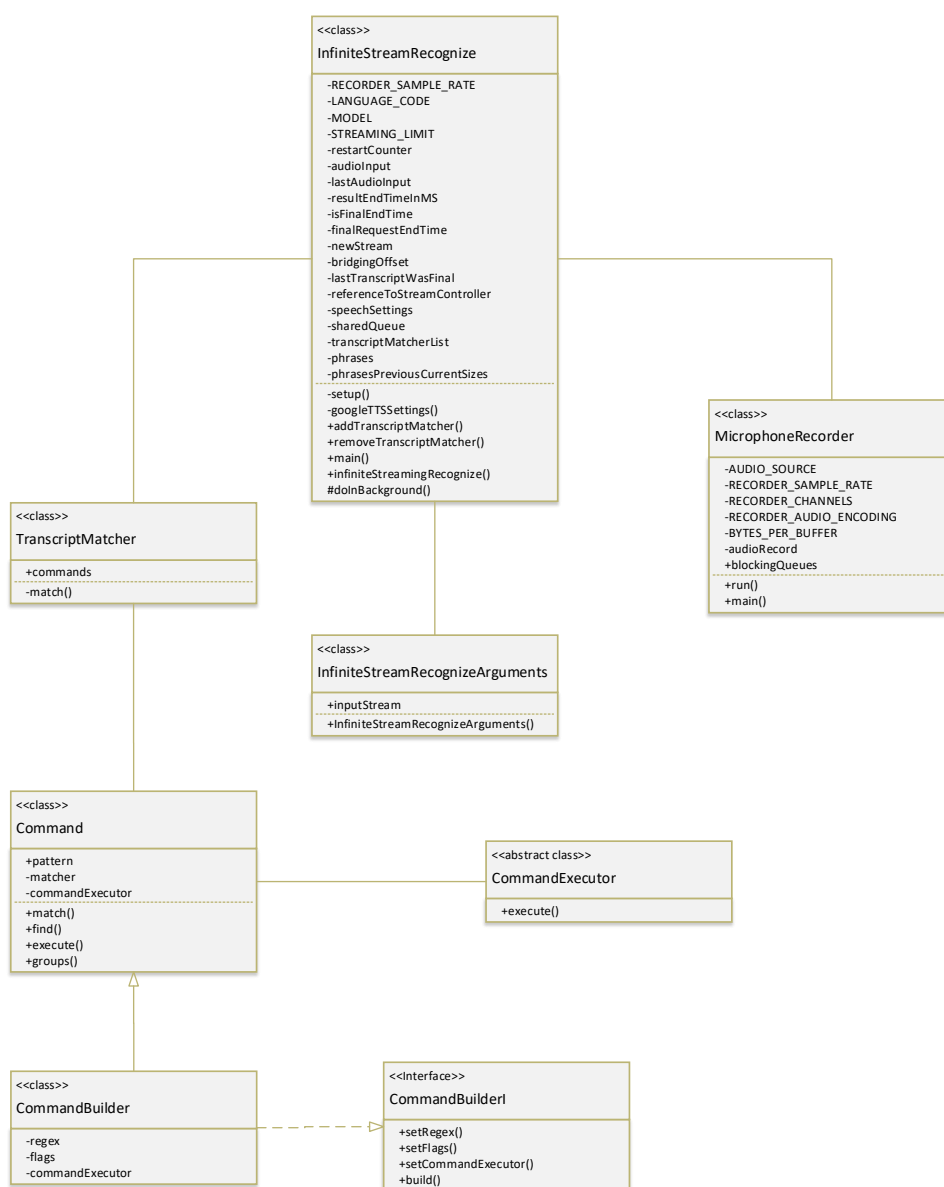 <<class>>
InfiniteStreamRecognize
-RECORDER_SAMPLE_RATE
-LANGUAGE_CODE
-MODEL
-STREAMING_LIMIT
-restartCounter
-audioInput
-lastAudioInput
-resultEndTimeInMS
-isFinalEndTime
-finalRequestEndTime
-newStream
-bridgingOffset
-lastTranscriptWasFinal
-referenceToStreamController
-speechSettings
-sharedQueue
-transcriptMatcherList
-phrases
-phrasesPreviousCurrentSizes
-setup()
-googleTTSSettings()
+addTranscriptMatcher()
+removeTranscriptMatcher()
+main()
+infiniteStreamingRecognize()
#doInBackground()
<<class>>
MicrophoneRecorder
-AUDIO_SOURCE
-RECORDER_SAMPLE_RATE
-RECORDER_CHANNELS
-RECORDER_AUDIO_ENCODING
-BYTES_PER_BUFFER
-audioRecord
+blockingQueues
+run()
+main()
<<class>>
TranscriptMatcher
+commands
-match()
<<class>>
InfiniteStreamRecognizeArguments
+inputStream
+InfiniteStreamRecognizeArguments()
<<class>>
Command
+pattern
-matcher
-commandExecutor
+match()
+find()
+execute()
+groups()
<<abstract class>>
CommandExecutor
+execute()
<<class>>
CommandBuilder
-regex
-flags
-commandExecutor
<<Interface>>
CommandBuilderI
+setRegex()
+setFlags()
+setCommandExecutor()
+build()